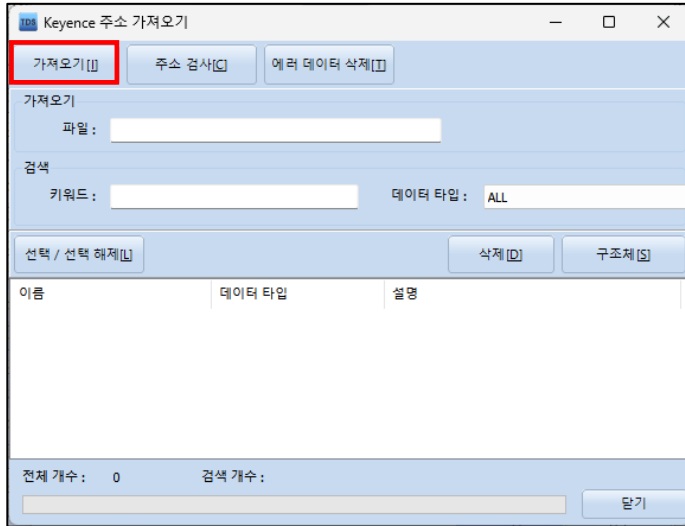 TDS Keyence 주소 가져오기
가져오기[I] 주소 검사[C] 에러 데이터 삭제[T]
가져오기
파일 :
검색
키워드 : 데이터 타입 : ALL
선택 / 선택 해제[L] 삭제[D] 구조체[S]
이름 데이터 타입 설명
전체 개수 : 0 검색 개수 :
닫기